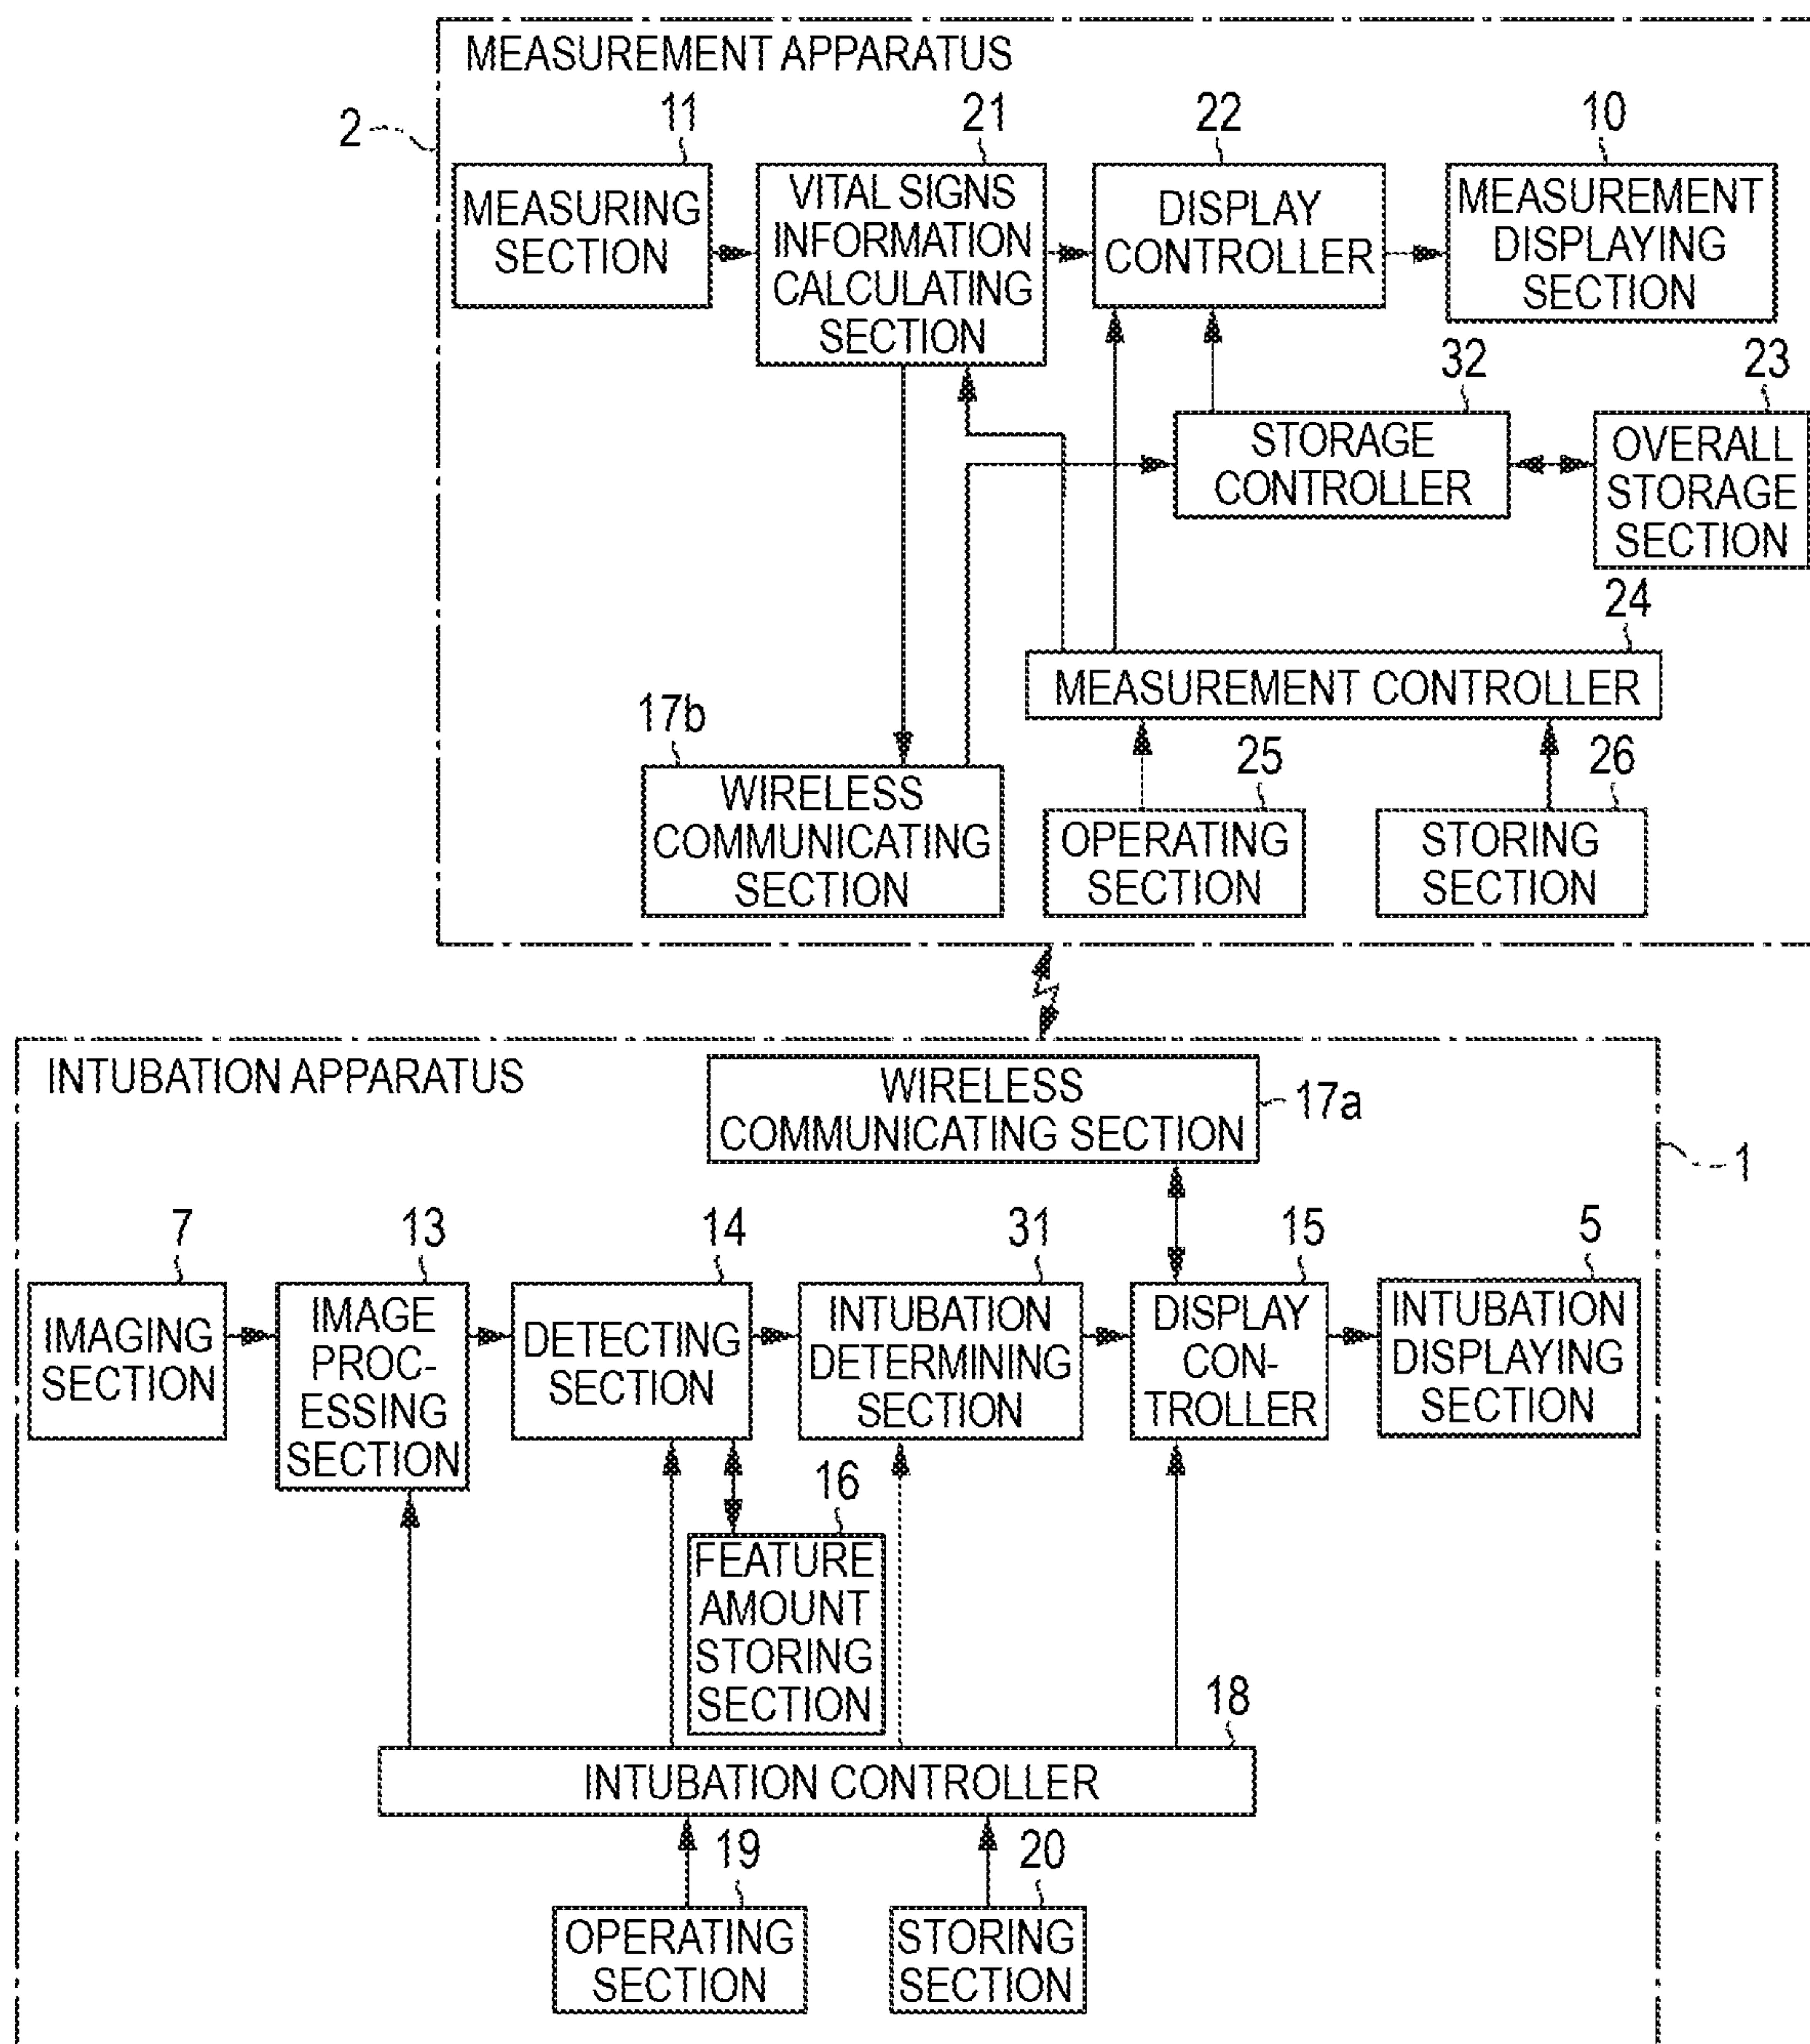 MEASUREMENT APPARATUS
2
11
21
22
10
MEASURING
SECTION
VITAL SIGNS
INFORMATION
CALCULATING
SECTION
DISPLAY
CONTROLLER
MEASUREMENT
DISPLAYING
SECTION
32
23
STORAGE
CONTROLLER
OVERALL
STORAGE
SECTION
24
MEASUREMENT CONTROLLER
17b
25
26
WIRELESS
COMMUNICATING
SECTION
OPERATING
SECTION
STORING
SECTION
INTUBATION APPARATUS
WIRELESS
COMMUNICATING SECTION
17a
1
7
13
14
31
15
5
IMAGING
SECTION
IMAGE
PROC-
ESSING
SECTION
DETECTING
SECTION
INTUBATION
DETERMINING
SECTION
DISPLAY
CON-
TROLLER
INTUBATION
DISPLAYING
SECTION
16
FEATURE
AMOUNT
STORING
SECTION
18
INTUBATION CONTROLLER
19
20
OPERATING
SECTION
STORING
SECTION